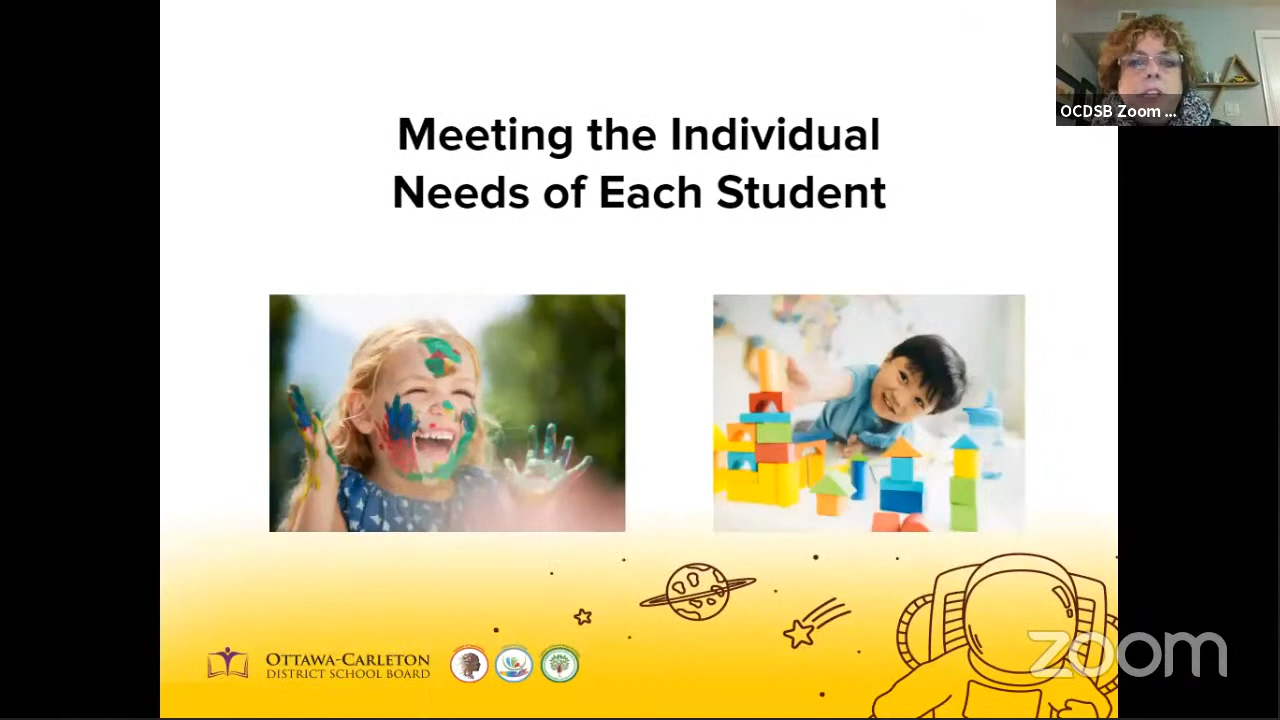 OCDSB Zoom ...
Meeting the Individual
Needs of Each Student
OTTAWA-CARLETON
DISTRICT SCHOOL BOARD
zoom